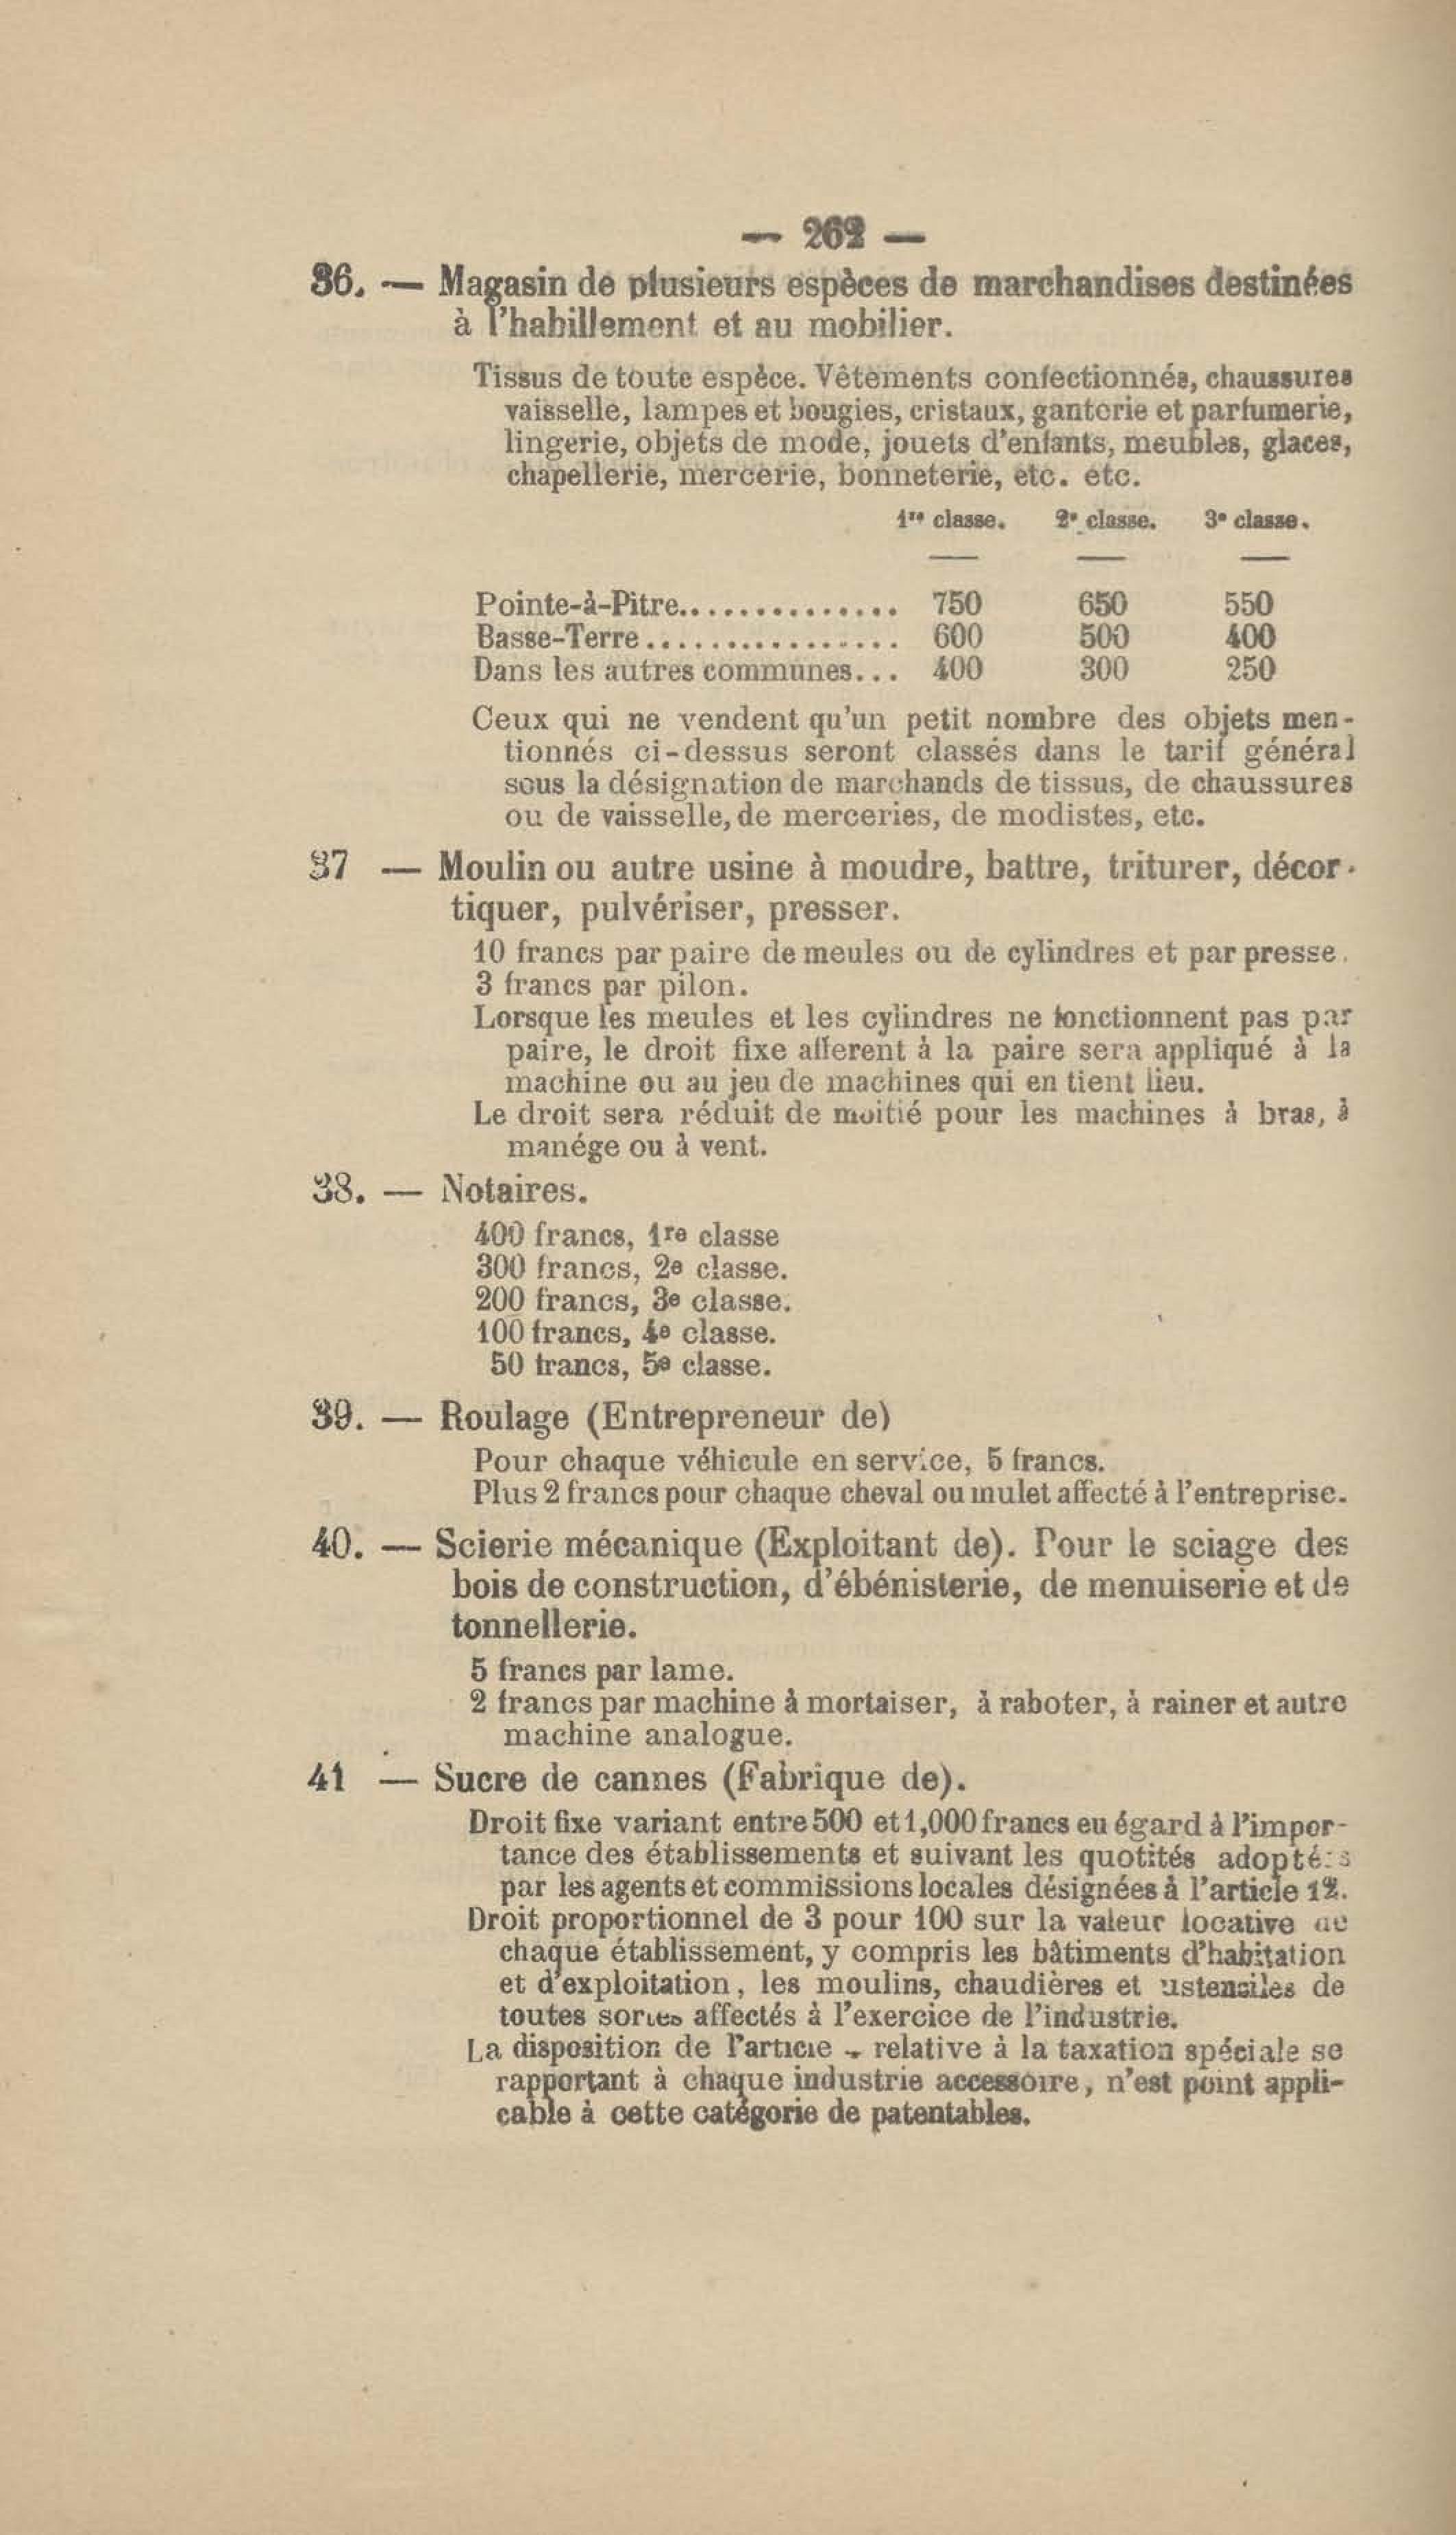 — 262 —
36. — Magasin de plusieurs espèces de marchandises destinées
à l'habillement et au mobilier.
Tissus de toute espèce. Vêtements confectionnés, chaussures
vaisselle, lampes et bougies, cristaux, ganterie et parfumerie,
lingerie, objets de mode, jouets d'enfants, meubles, glaces,
chapellerie, mercerie, bonneterie, etc. etc.
1re classe. 2e classe. 3e classe.
Pointe-à-Pitre............... 750 650 550
Basse-Terre................ 600 500 400
Dans les autres communes... 400 300 250
Ceux qui ne vendent qu'un petit nombre des objets men-
tionnés ci-dessus seront classés dans le tarif général
sous la désignation de marchands de tissus, de chaussures
ou de vaisselle, de merceries, de modistes, etc.
37 — Moulin ou autre usine à moudre, battre, triturer, décor-
tiquer, pulvériser, presser.
10 francs par paire de meules ou de cylindres et par presse.
3 francs par pilon.
Lorsque les meules et les cylindres ne fonctionnent pas par
paire, le droit fixe afferent à la paire sera appliqué à la
machine ou au jeu de machines qui en tient lieu.
Le droit sera réduit de moitié pour les machines à bras, à
manége ou à vent.
38. — Notaires.
400 francs, 1re classe
300 francs, 2e classe.
200 francs, 3e classe.
100 francs, 4e classe.
50 francs, 5e classe.
39. — Roulage (Entrepreneur de)
Pour chaque véhicule en service, 5 francs.
Plus 2 francs pour chaque cheval ou mulet affecté à l'entreprise.
40. — Scierie mécanique (Exploitant de). Pour le sciage des
bois de construction, d'ébénisterie, de menuiserie et de
tonnellerie.
5 francs par lame.
2 francs par machine à mortaiser, à raboter, à rainer et autre
machine analogue.
41 — Sucre de cannes (Fabrique de).
Droit fixe variant entre 500 et 1,000 francs eu égard à l'impor-
tance des établissements et suivant les quotités adoptées
par les agents et commissions locales désignées à l'article 12.
Droit proportionnel de 3 pour 100 sur la valeur locative de
chaque établissement, y compris les bâtiments d'habitation
et d'exploitation, les moulins, chaudières et ustensiles de
toutes sortes affectés à l'exercice de l'industrie.
La disposition de l'article relative à la taxation spéciale se
rapportant à chaque industrie accessoire, n'est point appli-
cable à cette catégorie de patentables.